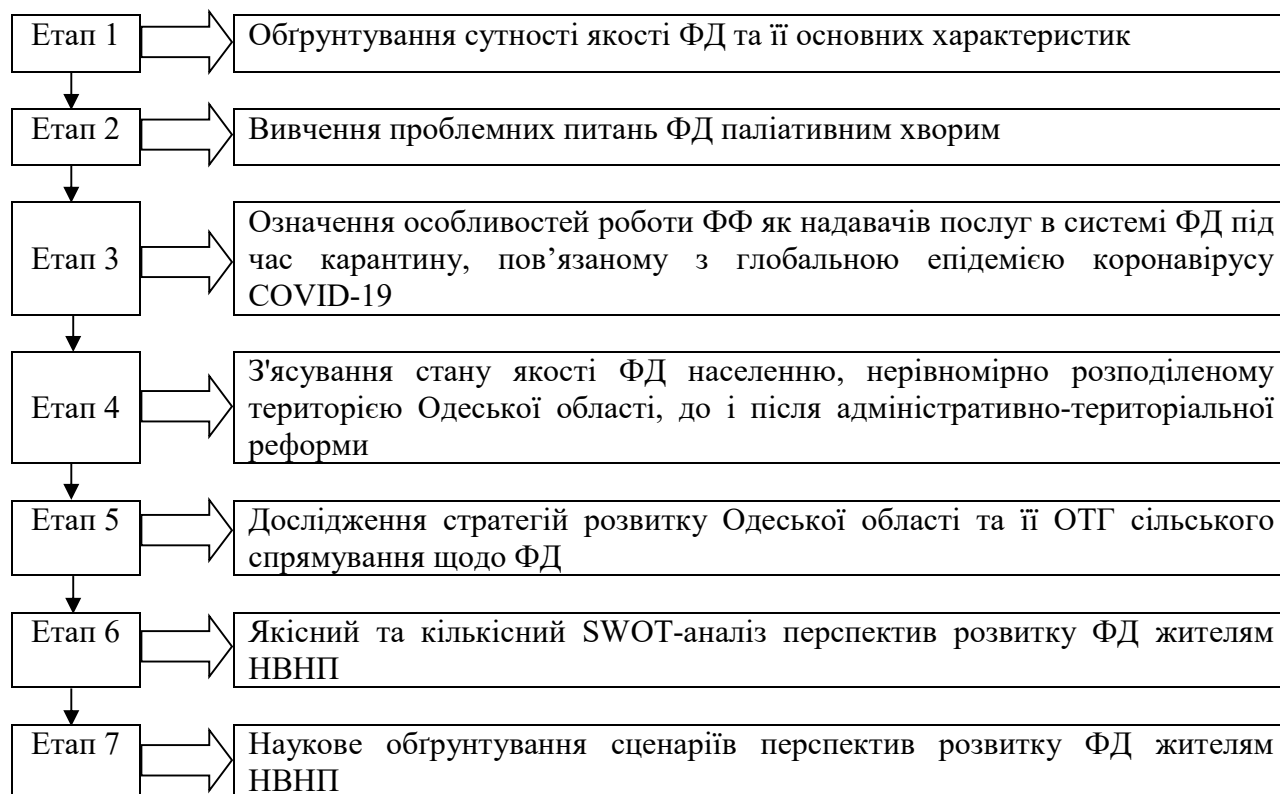 Етап 1
Обґрунтування сутності якості ФД та її основних характеристик
Етап 2
Вивчення проблемних питань ФД паліативним хворим
Етап 3
Означення особливостей роботи ФФ як надавачів послуг в системі ФД під
час карантину, пов’язаному з глобальною епідемією коронавірусу
COVID-19
Етап 4
З'ясування стану якості ФД населенню, нерівномірно розподіленому
територією Одеської області, до і після адміністративно-територіальної
реформи
Етап 5
Дослідження стратегій розвитку Одеської області та її ОТГ сільського
спрямування щодо ФД
Етап 6
Якісний та кількісний SWOT-аналіз перспектив розвитку ФД жителям
НВНП
Етап 7
Наукове обґрунтування сценаріїв перспектив розвитку ФД жителям
НВНП